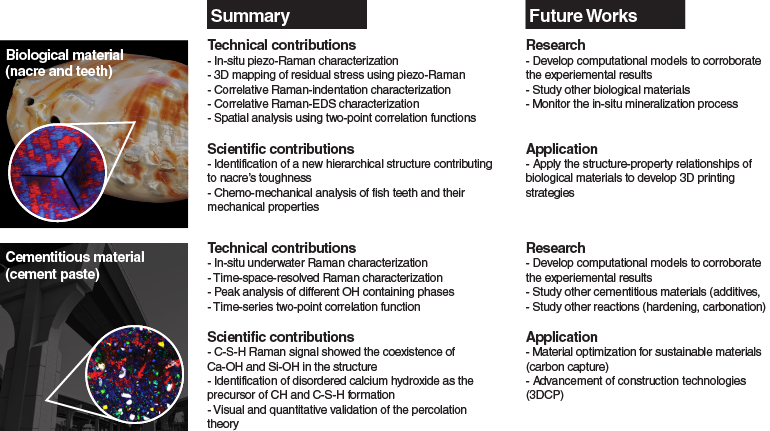 Summary
Future Works
Biological material
(nacre and teeth)
Technical contributions
- In-situ piezo-Raman characterization
- 3D mapping of residual stress using piezo-Raman
- Correlative Raman-indentation characterization
- Correlative Raman-EDS characterization
- Spatial analysis using two-point correlation functions
Scientific contributions
- Identification of a new hierarchical structure contributing
to nacre's toughness
- Chemo-mechanical analysis of fish teeth and their
mechanical properties
Research
- Develop computational models to corroborate
the experiemental results
- Study other biological materials
- Monitor the in-situ mineralization process
Application
- Apply the structure-property relationships of
biological materials to develop 3D printing
strategies
Cementitious material
(cement paste)
Technical contributions
- In-situ underwater Raman characterization
- Time-space-resolved Raman characterization
- Peak analysis of different OH containing phases
- Time-series two-point correlation function
Scientific contributions
- C-S-H Raman signal showed the coexistence of
Ca-OH and Si-OH in the structure
- Identification of disordered calcium hydroxide as the
precursor of CH and C-S-H formation
- Visual and quantitative validation of the percolation
theory
Research
- Develop computational models to corroborate
the experiemental results
- Study other cementitious materials (additives,
- Study other reactions (hardening, carbonation)
Application
- Material optimization for sustainable materials
(carbon capture)
- Advancement of construction technologies
(3DCP)